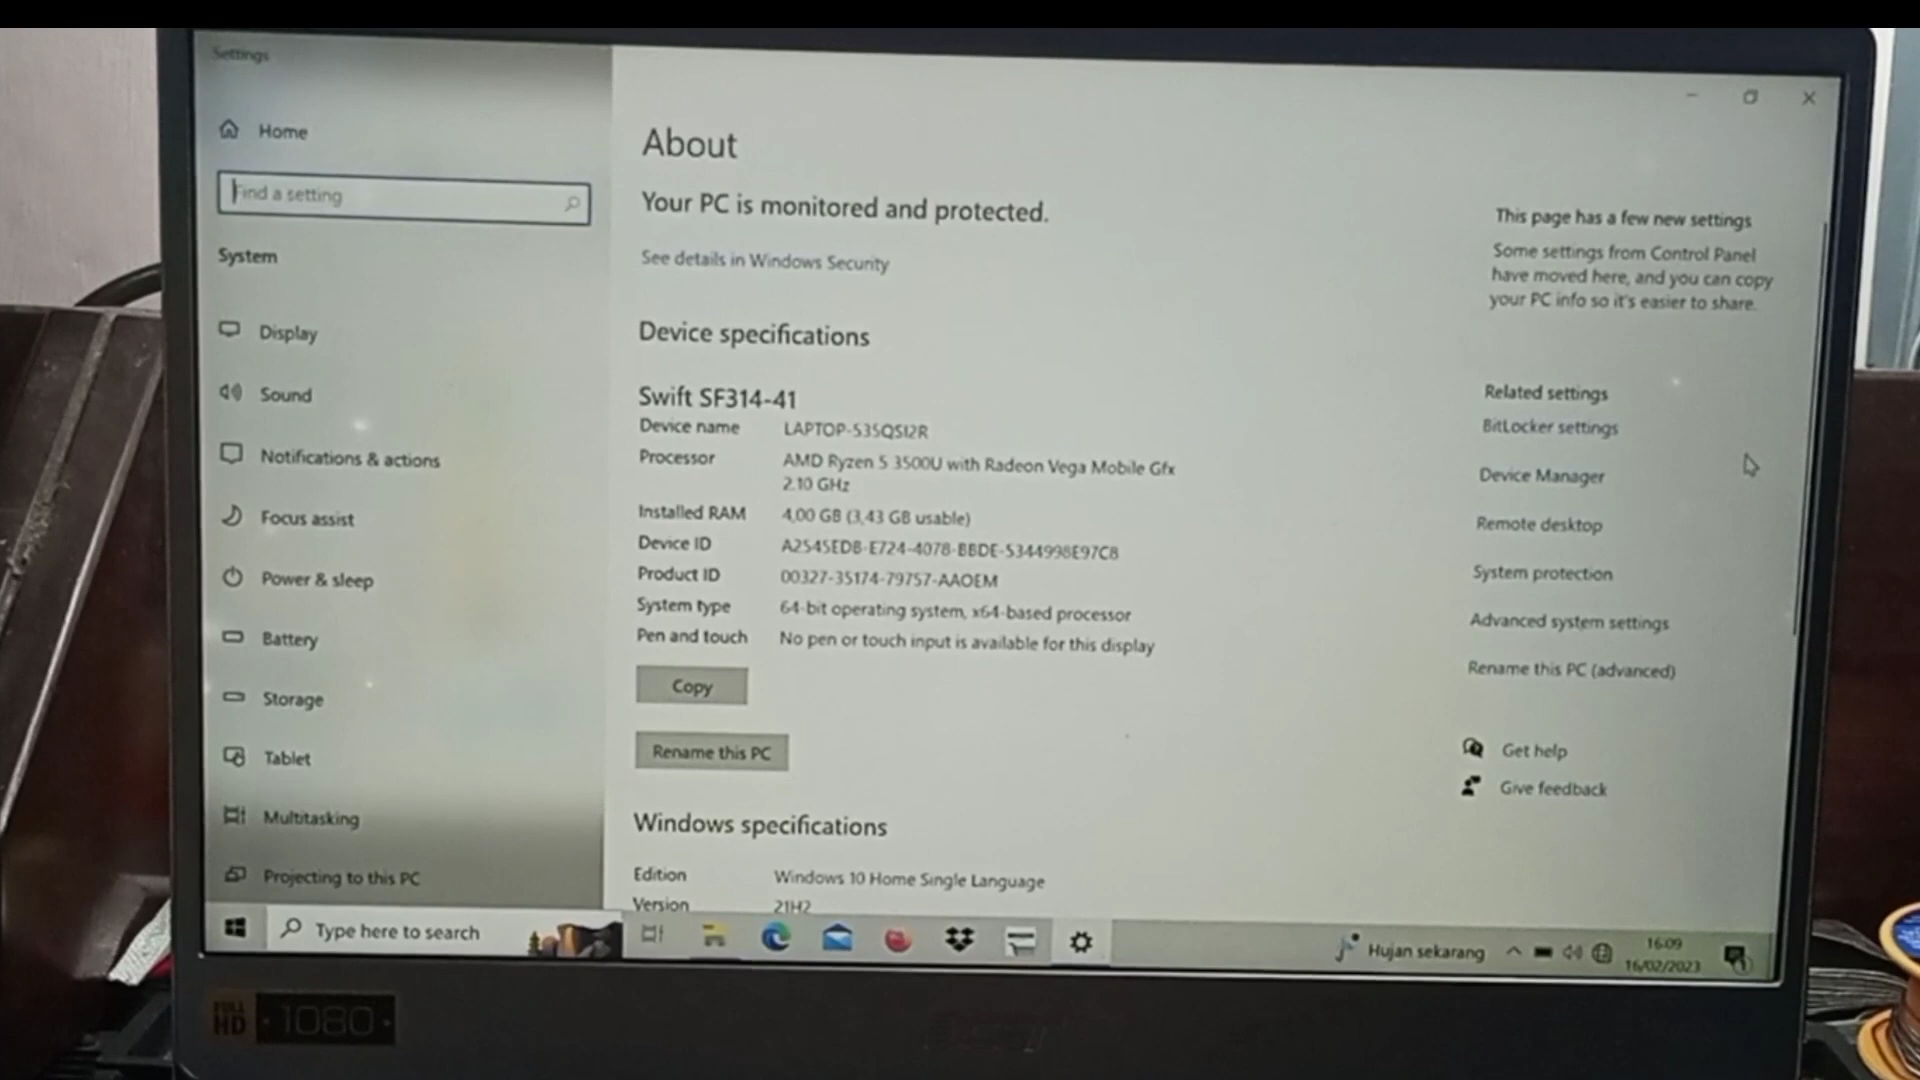 Settings
Home
Find a setting
System
Display
Sound
Notifications & actions
Focus assist
Power & sleep
Battery
Storage
Tablet
Multitasking
Projecting to this PC
About
Your PC is monitored and protected.
See details in Windows Security
Device specifications
Swift SF314-41
Device name LAPTOP-535QSI2R
Processor AMD Ryzen 5 3500U with Radeon Vega Mobile Gfx
2.10 GHz
Installed RAM 4,00 GB (3,43 GB usable)
Device ID A2545EDB-E724-4078-BBDE-5344998E97C8
Product ID 00327-35174-79757-AAOEM
System type 64-bit operating system, x64-based processor
Pen and touch No pen or touch input is available for this display
Copy
Rename this PC
Windows specifications
Edition Windows 10 Home Single Language
Version 21H2
This page has a few new settings
Some settings from Control Panel
have moved here, and you can copy
your PC info so it's easier to share.
Related settings
BitLocker settings
Device Manager
Remote desktop
System protection
Advanced system settings
Rename this PC (advanced)
Get help
Give feedback
Type here to search
Hujan sekarang
16:09
16/02/2023
FULL
HD
1080